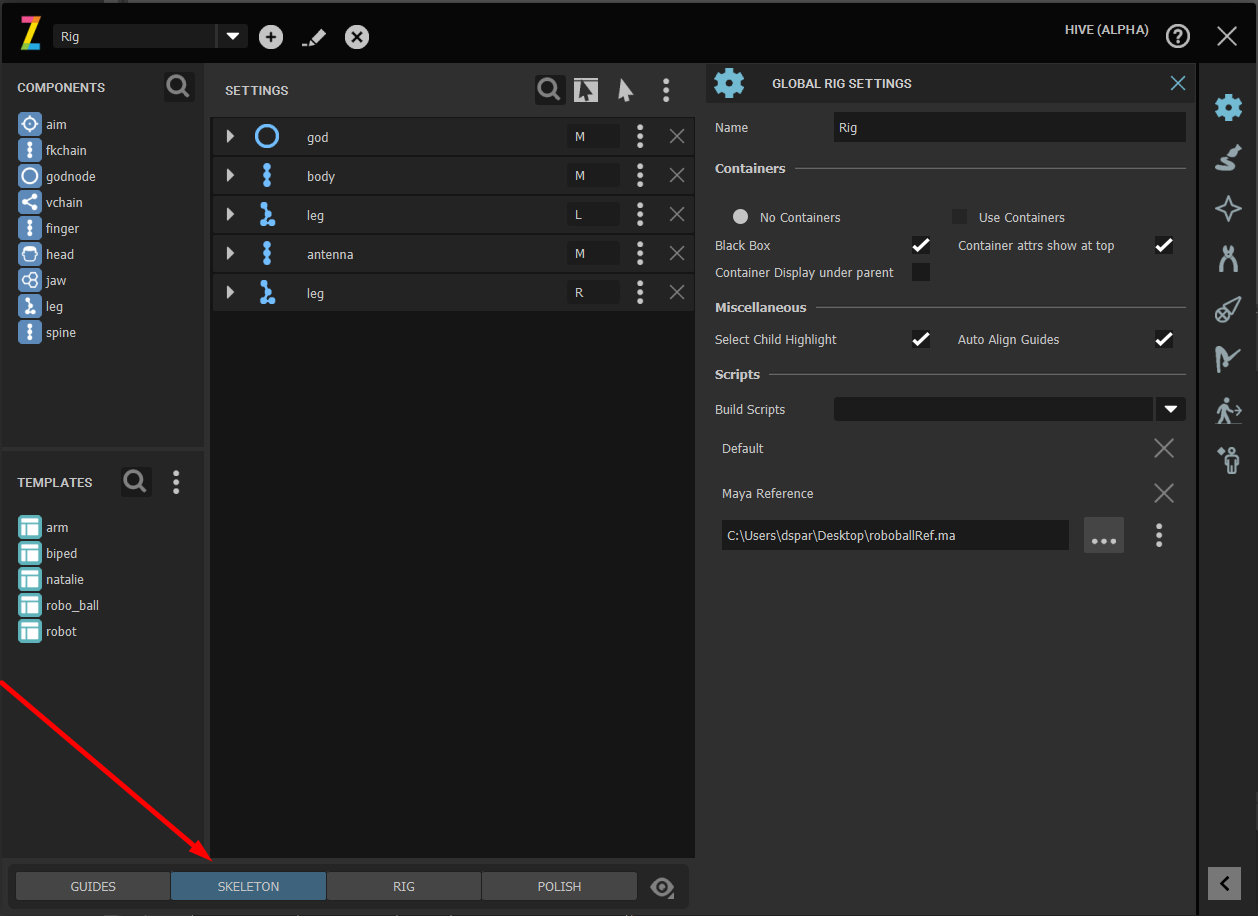 Rig
HIVE (ALPHA)
COMPONENTS
aim
fkchain
godnode
vchain
finger
head
jaw
leg
spine
TEMPLATES
arm
biped
natalie
robo_ball
robot
SETTINGS
god M
body M
leg L
antenna M
leg R
GLOBAL RIG SETTINGS
Name Rig
Containers
No Containers Use Containers
Black Box Container attrs show at top
Container Display under parent
Miscellaneous
Select Child Highlight Auto Align Guides
Scripts
Build Scripts
Default
Maya Reference
C:\Users\dspar\Desktop\roboballRef.ma
GUIDES SKELETON RIG POLISH